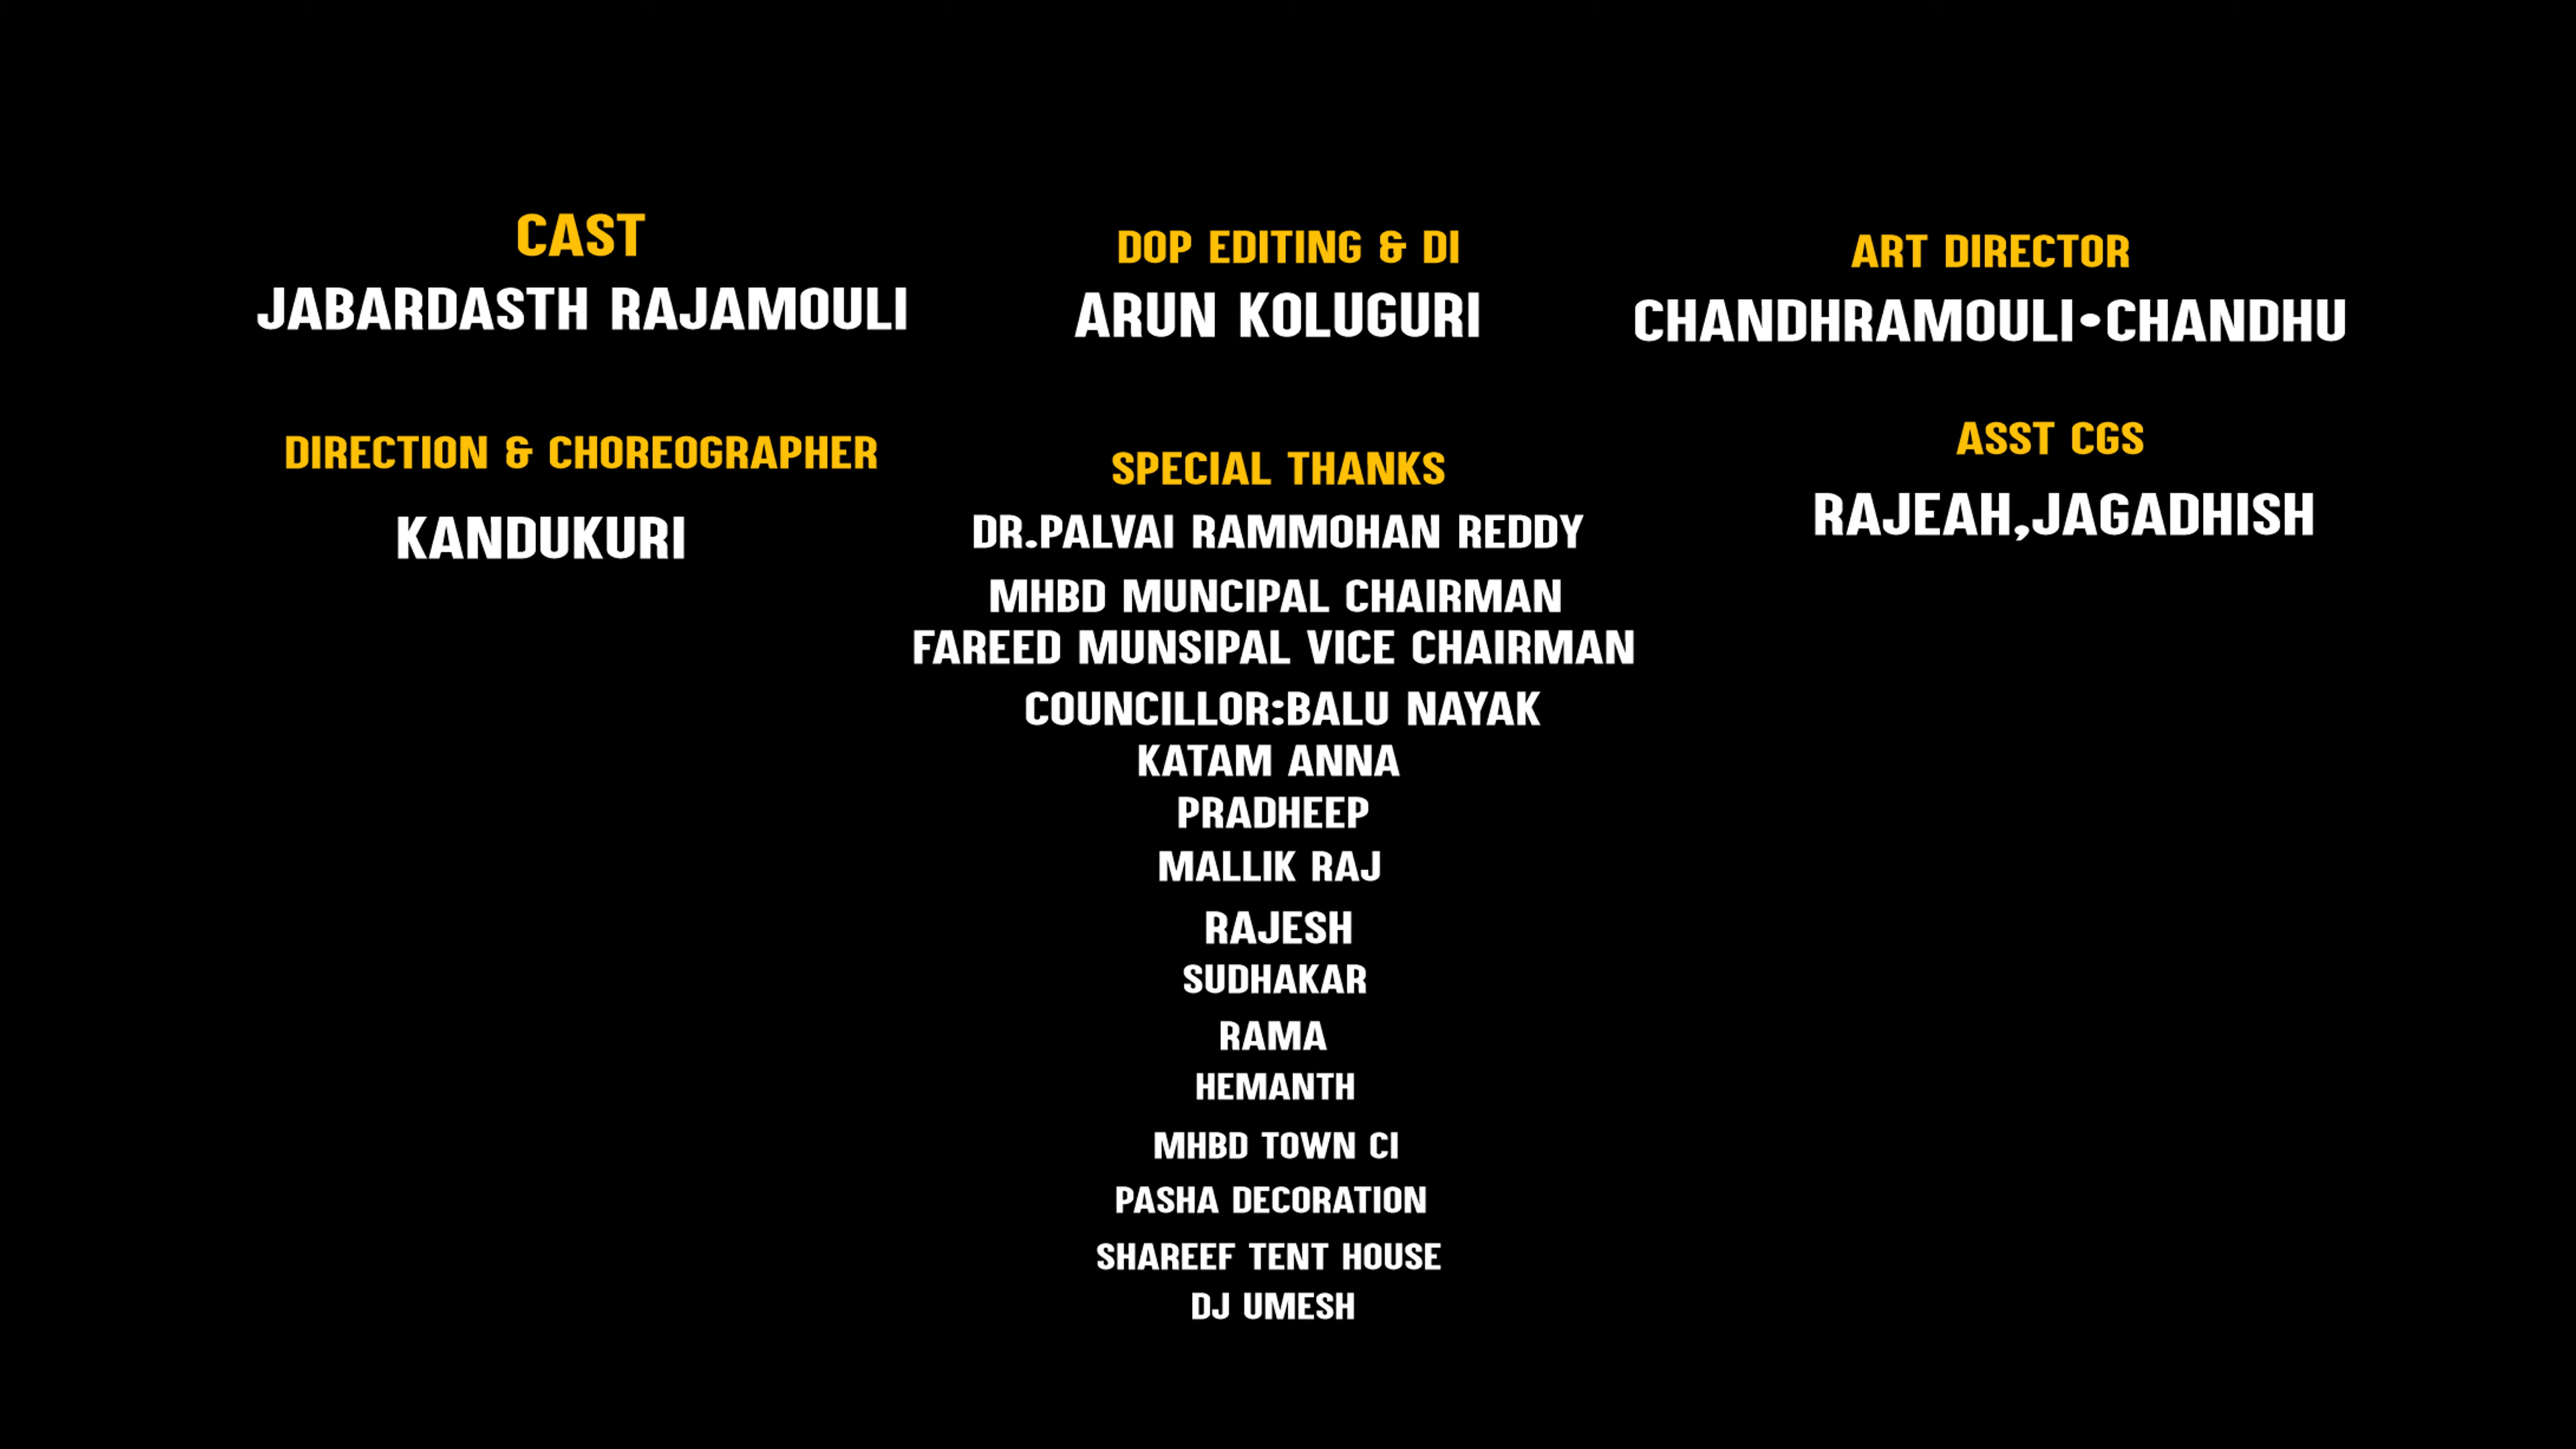 CAST
JABARDASTH RAJAMOULI
DIRECTION & CHOREOGRAPHER
KANDUKURI
DOP EDITING & DI
ARUN KOLUGURI
SPECIAL THANKS
DR.PALVAI RAMMOHAN REDDY
MHBD MUNCIPAL CHAIRMAN
FAREED MUNSIPAL VICE CHAIRMAN
COUNCILLOR:BALU NAYAK
KATAM ANNA
PRADHEEP
MALLIK RAJ
RAJESH
SUDHAKAR
RAMA
HEMANTH
MHBD TOWN CI
PASHA DECORATION
SHAREEF TENT HOUSE
DJ UMESH
ART DIRECTOR
CHANDHRAMOULI•CHANDHU
ASST CGS
RAJEAH,JAGADHISH